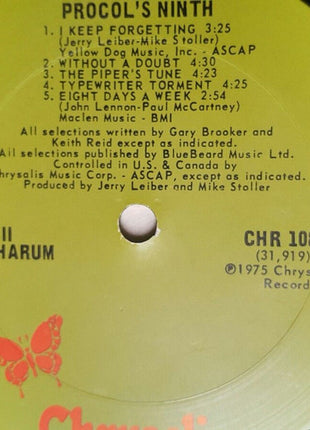 PROCOL'S NINTH
1. I KEEP FORGETTING 3:25
(Jerry Leiber-Mike Stoller)
Yellow Dog Music, Inc. - ASCAP
2. WITHOUT A DOUBT 4:30
3. THE PIPER'S TUNE 4:23
4. TYPEWRITER TORMENT 4:25
5. EIGHT DAYS A WEEK 2:54
(John Lennon-Paul McCartney)
Maclen Music - BMI
All selections written by Gary Brooker and
Keith Reid except as indicated.
All selections published by BlueBeard Music Ltd.
Controlled in U.S. & Canada by
Chrysalis Music Corp. - ASCAP, except as indicated.
Produced by Jerry Leiber and Mike Stoller
II
HARUM
CHR 108
(31,919)
℗1975 Chrys
Record